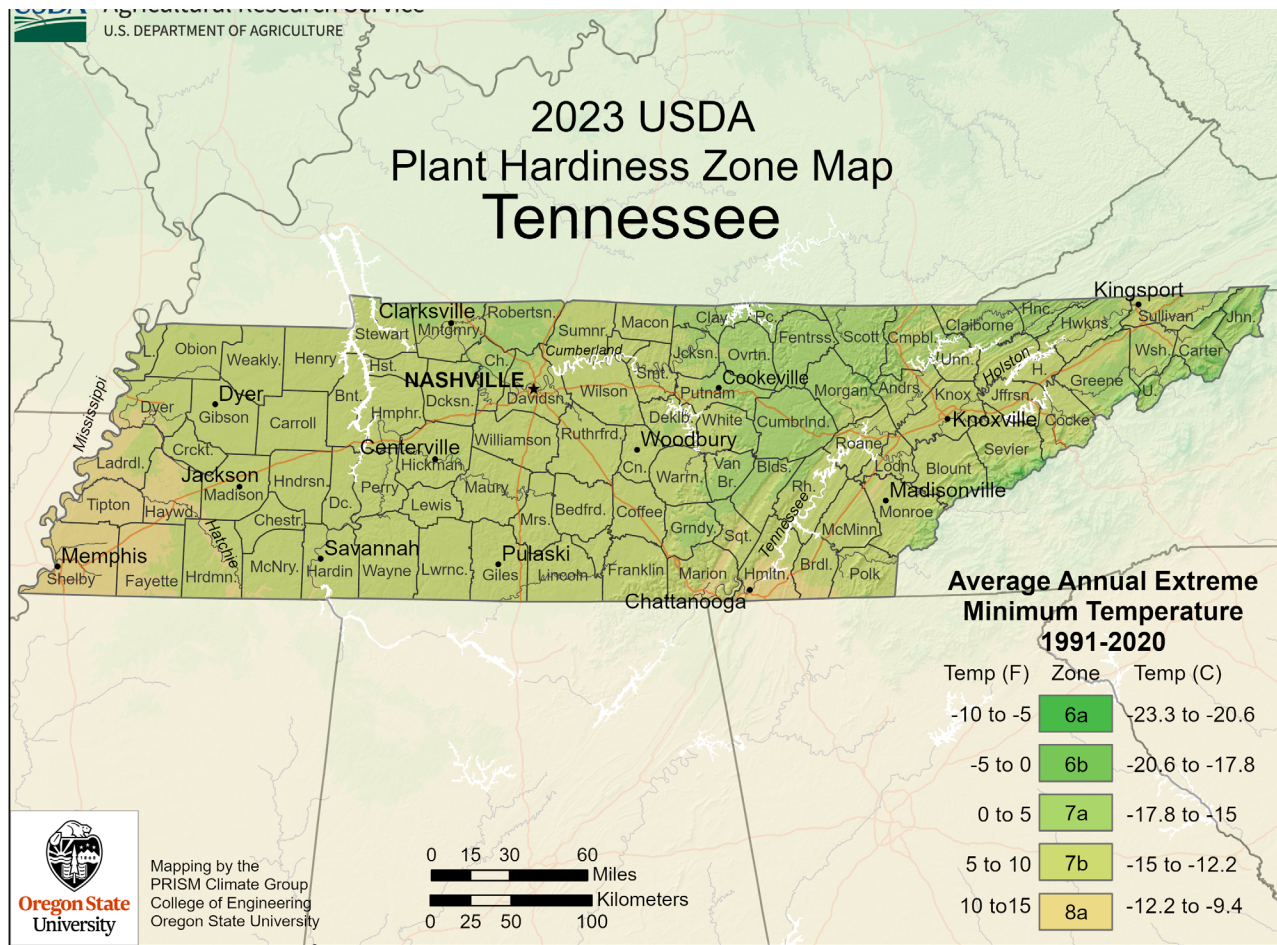 USDA Agricultural Research Service
U.S. DEPARTMENT OF AGRICULTURE
2023 USDA
Plant Hardiness Zone Map
Tennessee
Kingsport
Clarksville
Robertsn.
Clay
Pc.
Hnc.
Hwkns.
Sullivan
Jhn.
Stewart
Mntgmry.
Sumnr.
Macon
Fentrss.
Scott
Cmpbl.
Claiborne
L.
Obion
Weakly.
Henry
Hst.
Ch.
Cumberland
Smt.
Jcksn.
Ovrtn.
Unn.
Holston
H.
Wsh.
Carter
NASHVILLE
Cookeville
Mississippi
Dyer
Dyer
Gibson
Carroll
Bnt.
Hmphr.
Dcksn.
Davidsn.
Wilson
Putnam
Morgan
Andrs.
Knox
Jffrsn.
Greene
U.
Crckt.
Centerville
Williamson
Ruthrfrd.
Deklb.
White
Cumbrlnd.
Knoxville
Cocke
Woodbury
Roane
Sevier
Ladrdl.
Jackson
Madison
Hndrsn.
Hickman
Cn.
Van
Br.
Blds.
Lodn.
Blount
Tipton
Haywd.
Hatchie
Chestr.
Dc.
Perry
Lewis
Maury
Mrs.
Bedfrd.
Coffee
Warrn.
Rh.
Madisonville
Monroe
Grndy.
Sqt.
Tennessee
McMinn
Memphis
Shelby
Fayette
Hrdmn.
McNry.
Savannah
Hardin
Wayne
Lwrnc.
Pulaski
Giles
Lincoln
Franklin
Marion
Hmltn.
Brdl.
Polk
Chattanooga
Average Annual Extreme
Minimum Temperature
1991-2020
Temp (F) Zone Temp (C)
-10 to -5 6a -23.3 to -20.6
-5 to 0 6b -20.6 to -17.8
0 to 5 7a -17.8 to -15
5 to 10 7b -15 to -12.2
10 to15 8a -12.2 to -9.4
Oregon State
University
Mapping by the
PRISM Climate Group
College of Engineering
Oregon State University
0 15 30 60
Miles
Kilometers
0 25 50 100